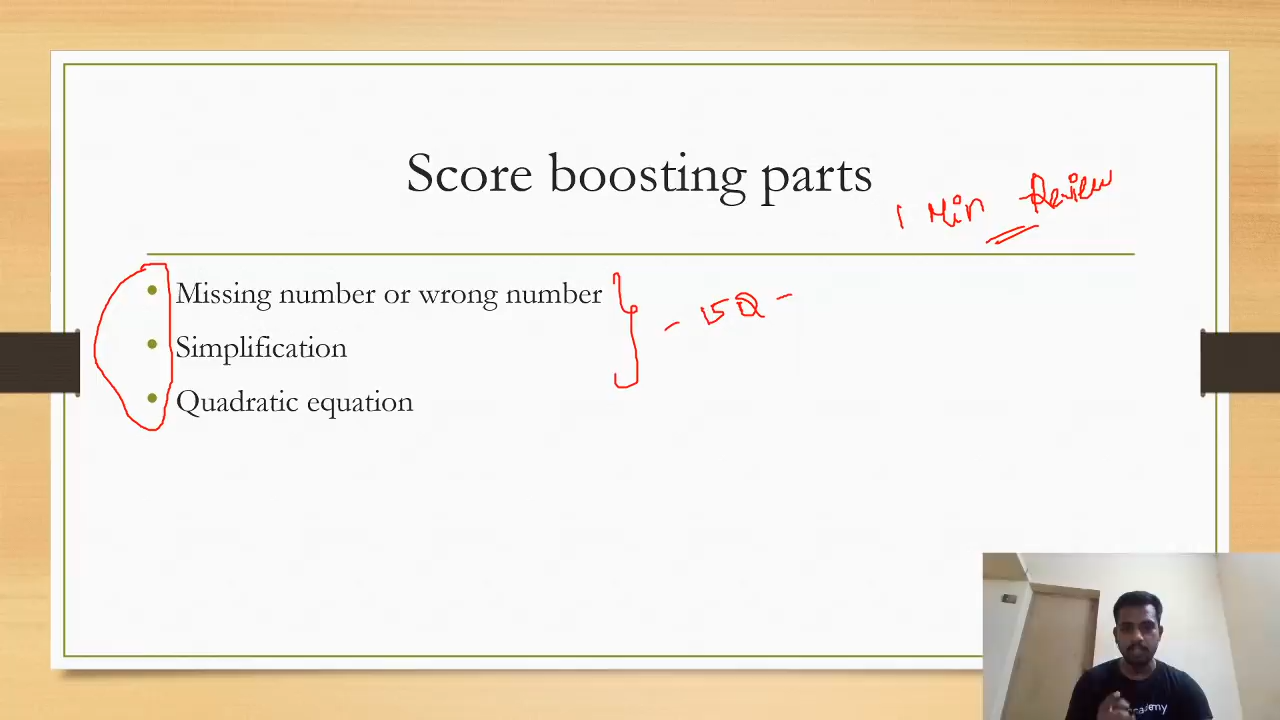 Score boosting parts
1 Min Review
• Missing number or wrong number
- 15Q -
• Simplification
• Quadratic equation